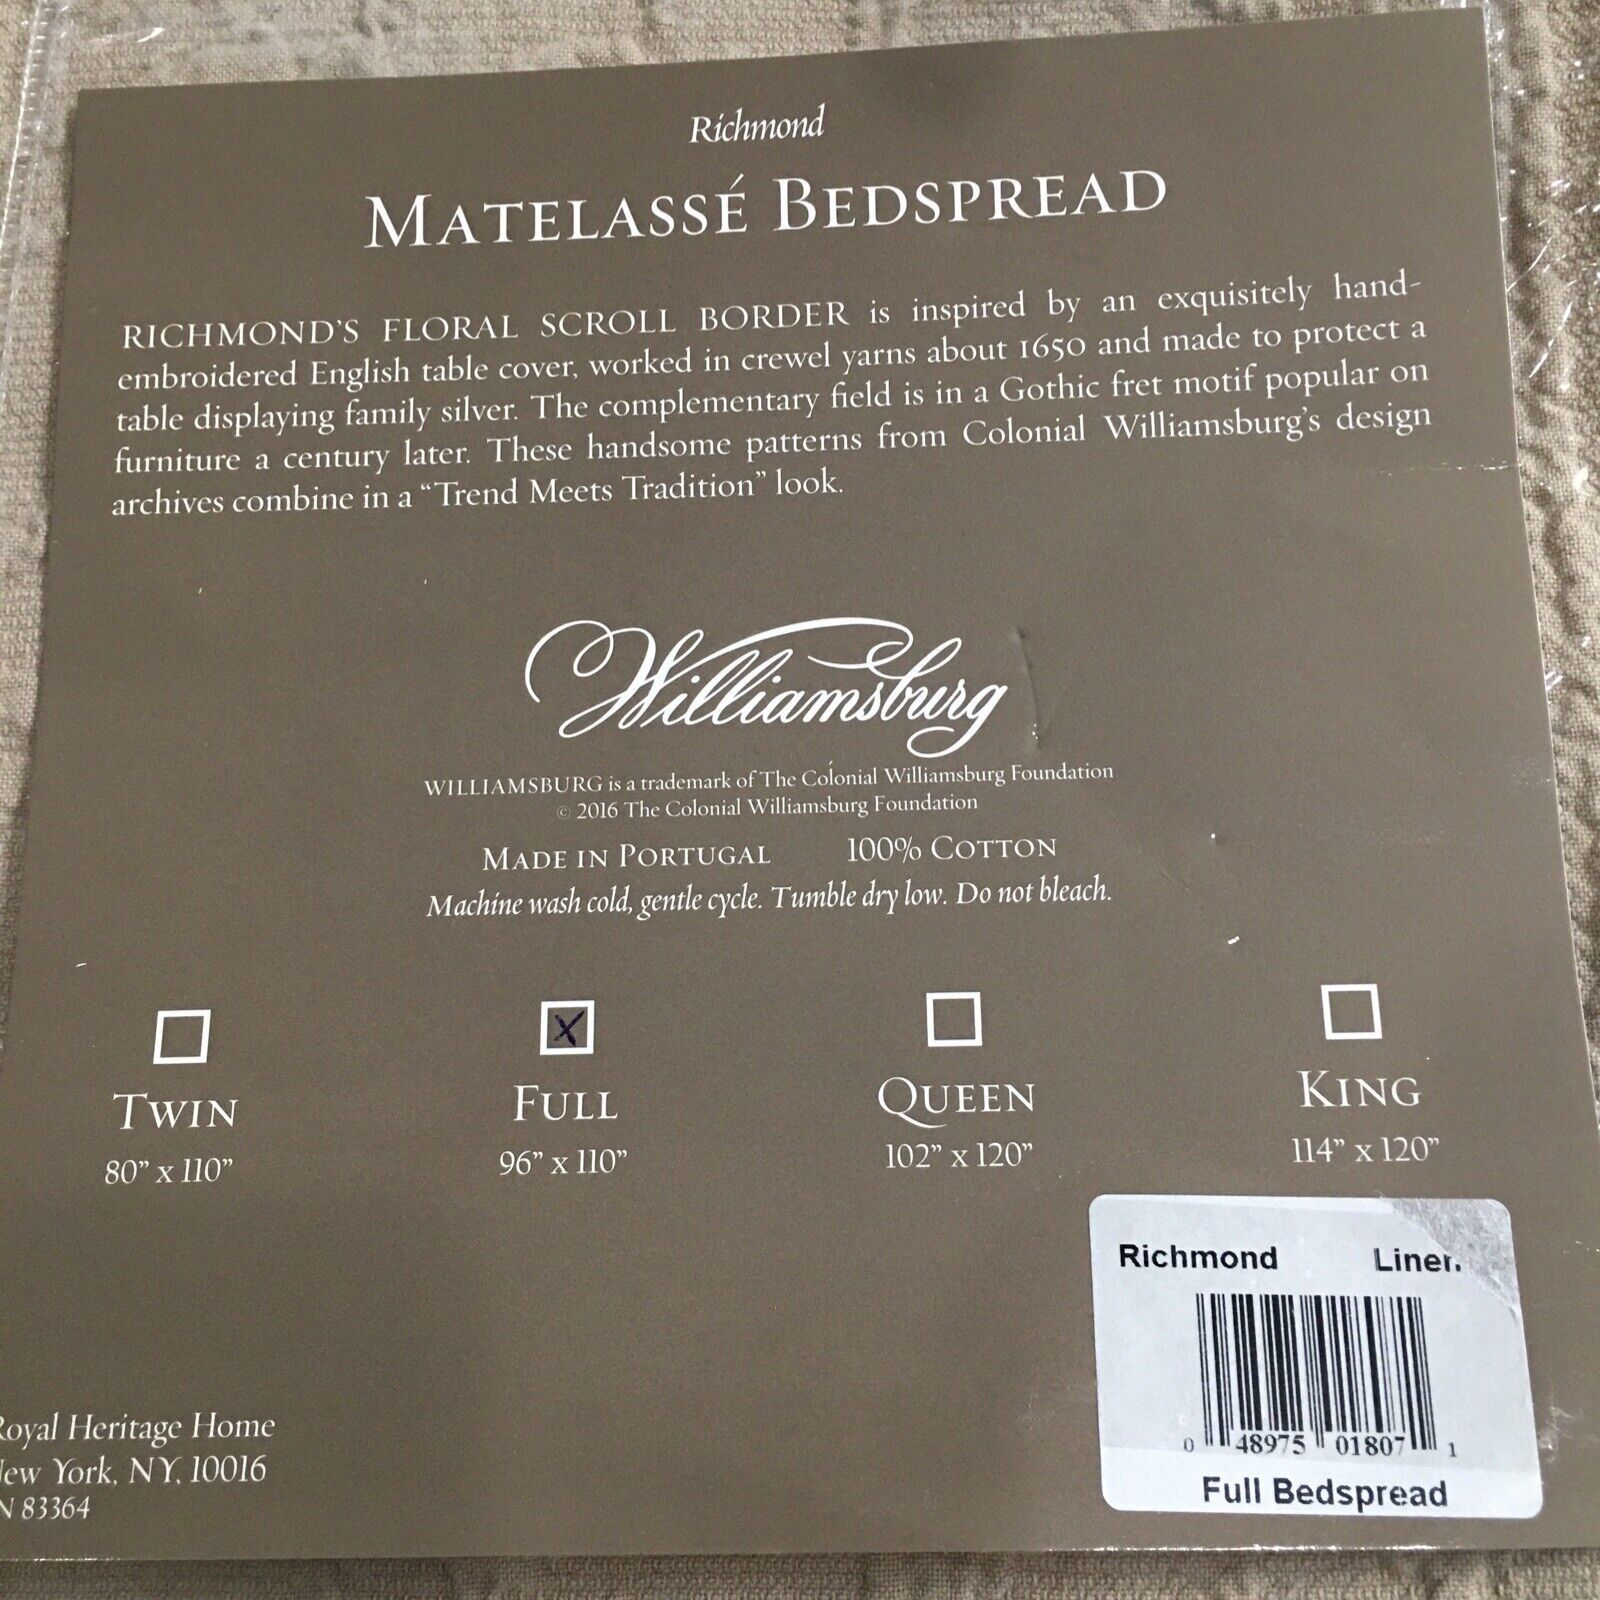 Richmond
MATELASSÉ BEDSPREAD
RICHMOND'S FLORAL SCROLL BORDER is inspired by an exquisitely hand-
embroidered English table cover, worked in crewel yarns about 1650 and made to protect a
table displaying family silver. The complementary field is in a Gothic fret motif popular on
furniture a century later. These handsome patterns from Colonial Williamsburg's design
archives combine in a “Trend Meets Tradition” look.
Williamsburg
WILLIAMSBURG is a trademark of The Colonial Williamsburg Foundation
© 2016 The Colonial Williamsburg Foundation
MADE IN PORTUGAL 100% COTTON
Machine wash cold, gentle cycle. Tumble dry low. Do not bleach.
X
TWIN FULL QUEEN KING
80” x 110” 96” x 110” 102” x 120” 114” x 120”
Richmond Linen
0 48975 01807 1
Full Bedspread
Royal Heritage Home
New York, NY, 10016
N 83364